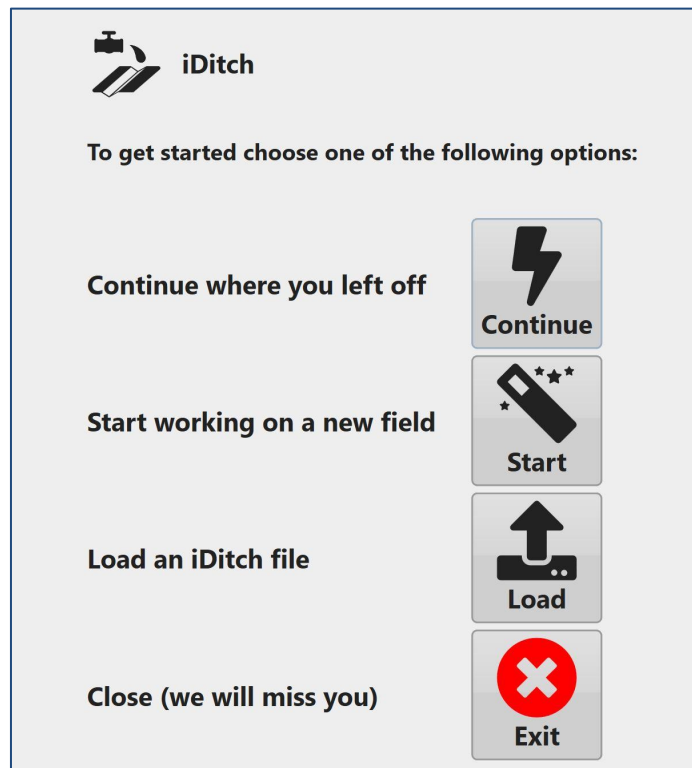 iDitch
To get started choose one of the following options:
Continue where you left off
Continue
Start working on a new field
Start
Load an iDitch file
Load
Close (we will miss you)
Exit